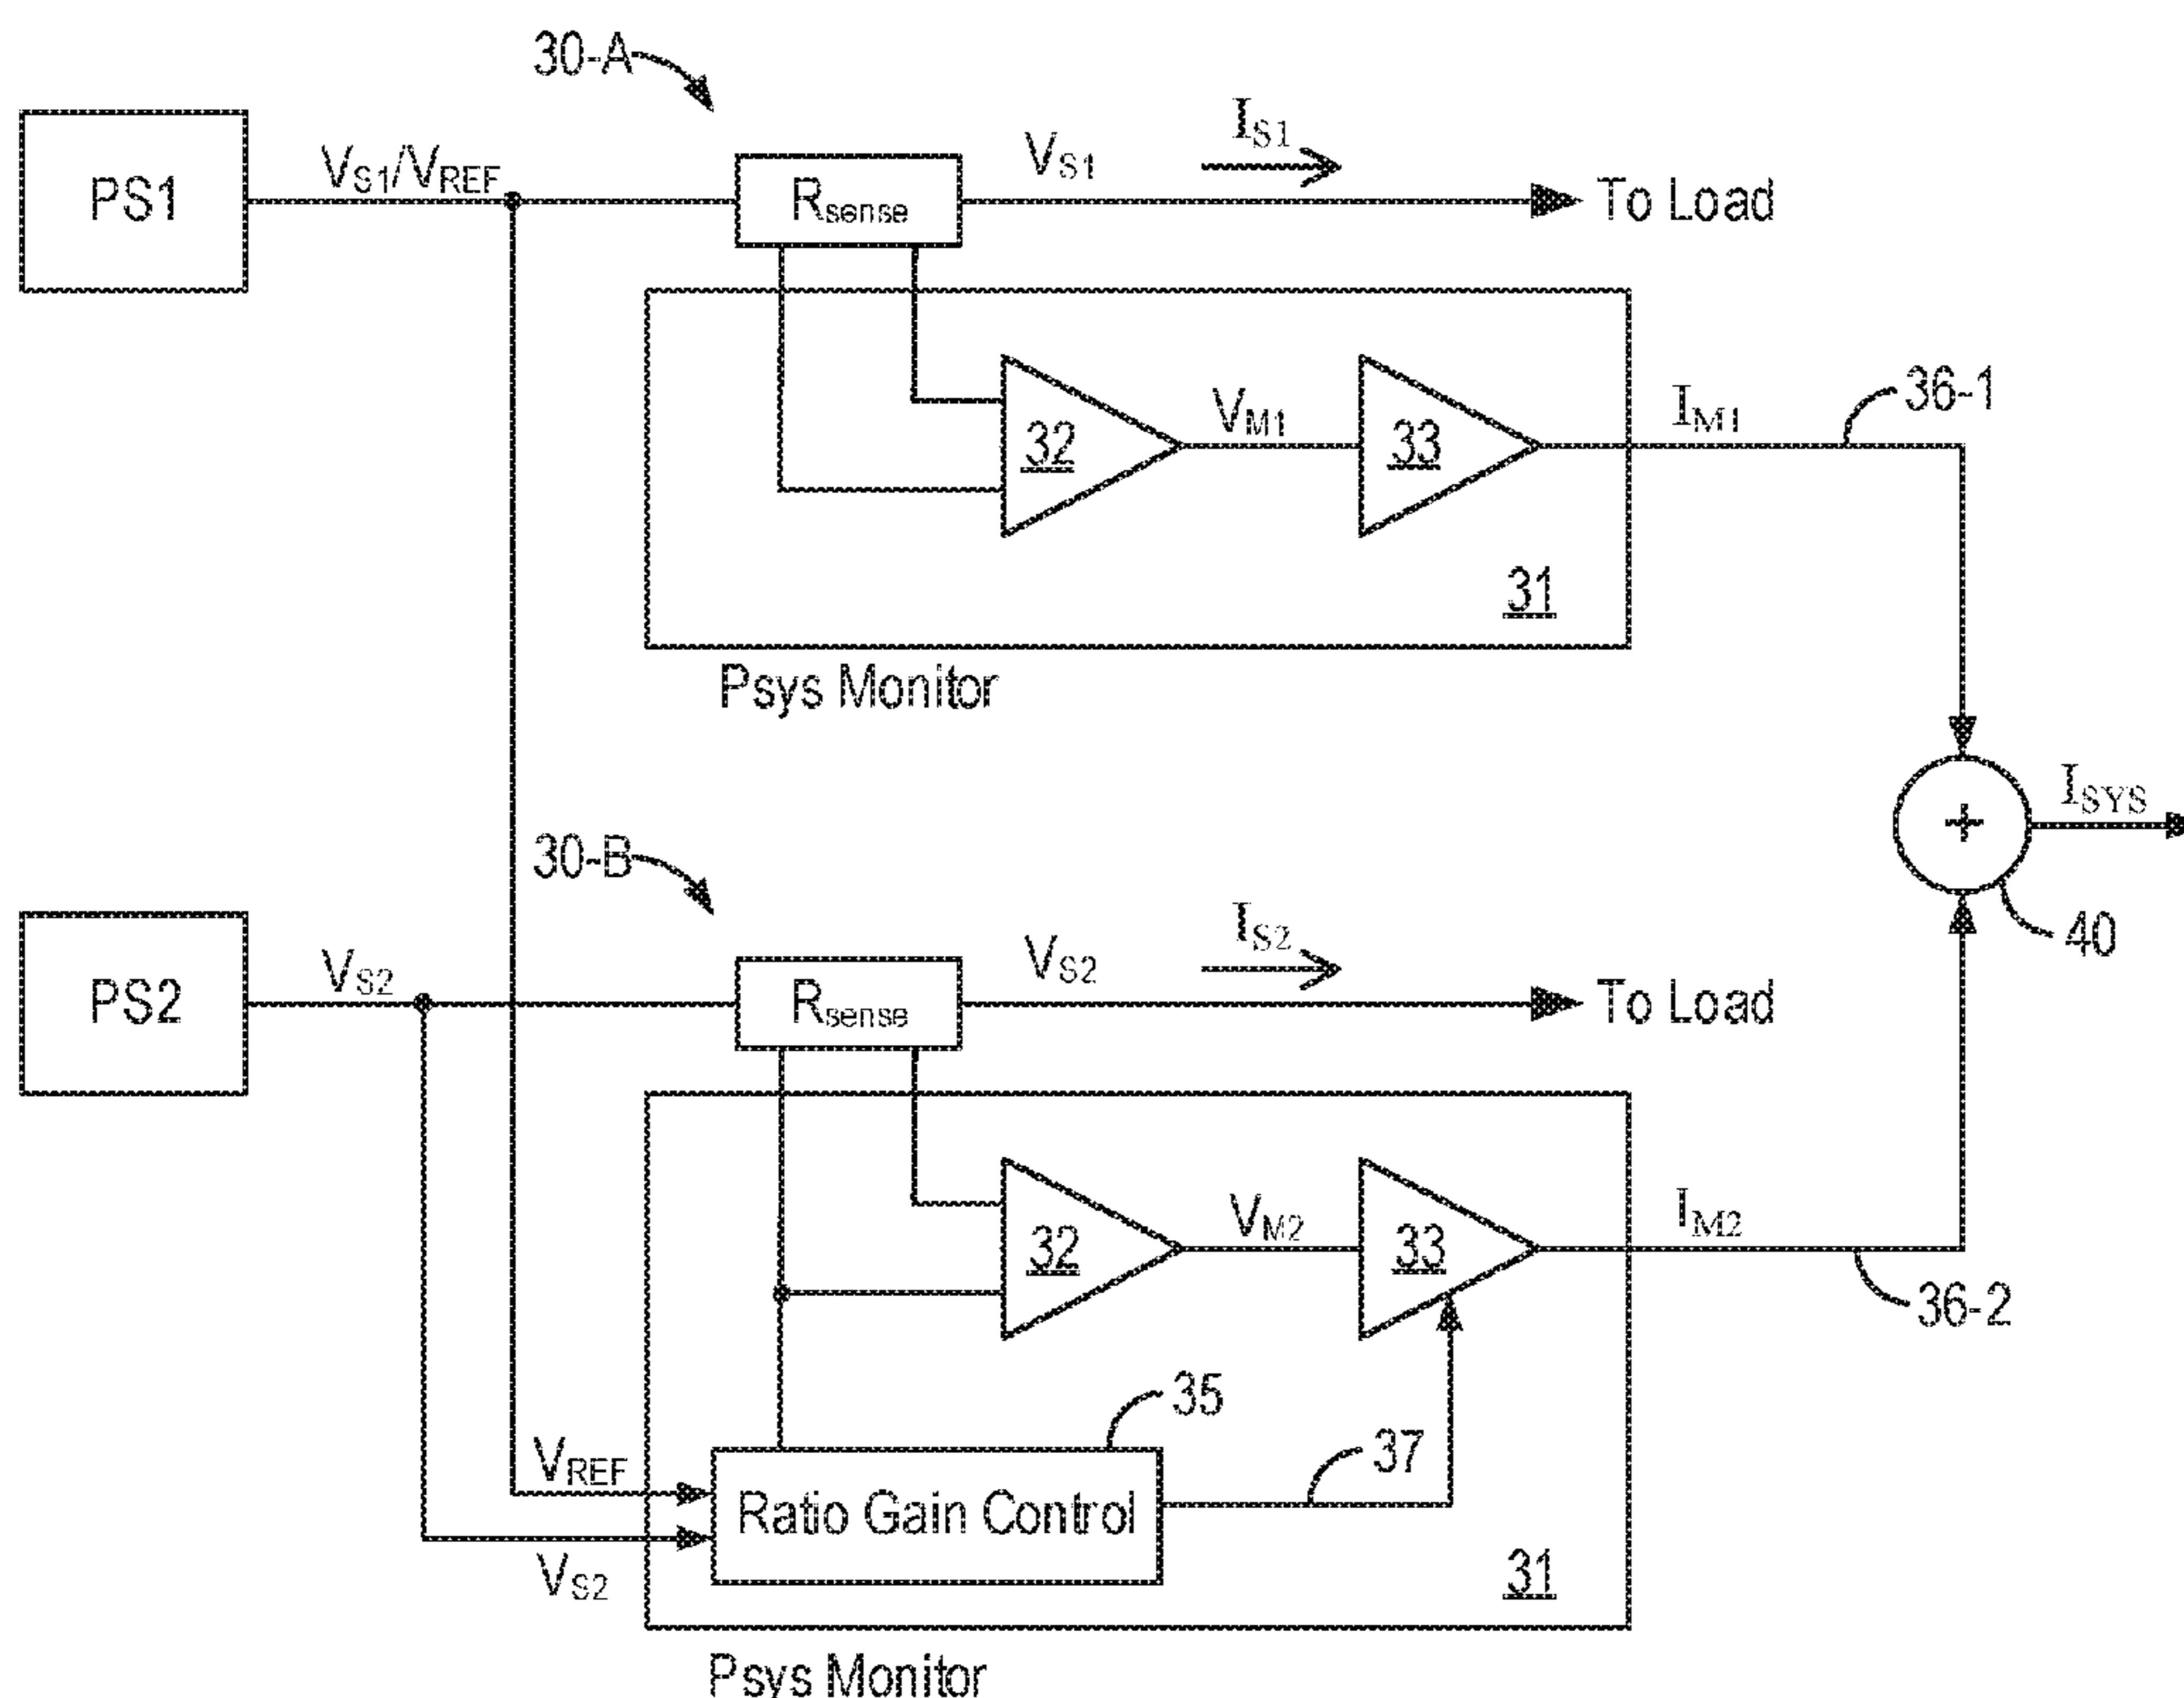 30-A
PS1
VS1/VREF
Rsense
VS1
IS1
To Load
32
VM1
33
IM1
36-1
31
Psys Monitor
+
ISYS
40
30-B
PS2
VS2
Rsense
VS2
IS2
To Load
32
VM2
33
IM2
36-2
35
37
VREF
Ratio Gain Control
VS2
31
Psys Monitor